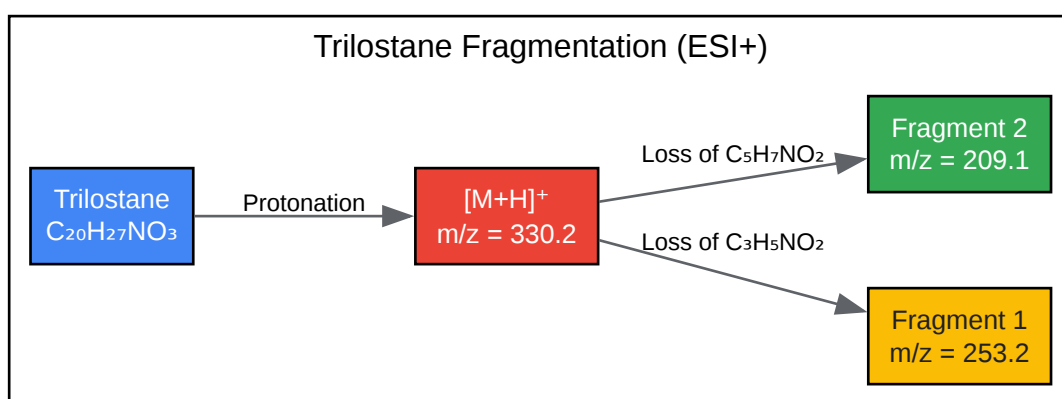 Trilostane Fragmentation (ESI+)
Trilostane
C₂₀H₂₇NO₃
Protonation
[M+H]⁺
m/z = 330.2
Loss of C₅H₇NO₂
Fragment 2
m/z = 209.1
Loss of C₃H₅NO₂
Fragment 1
m/z = 253.2